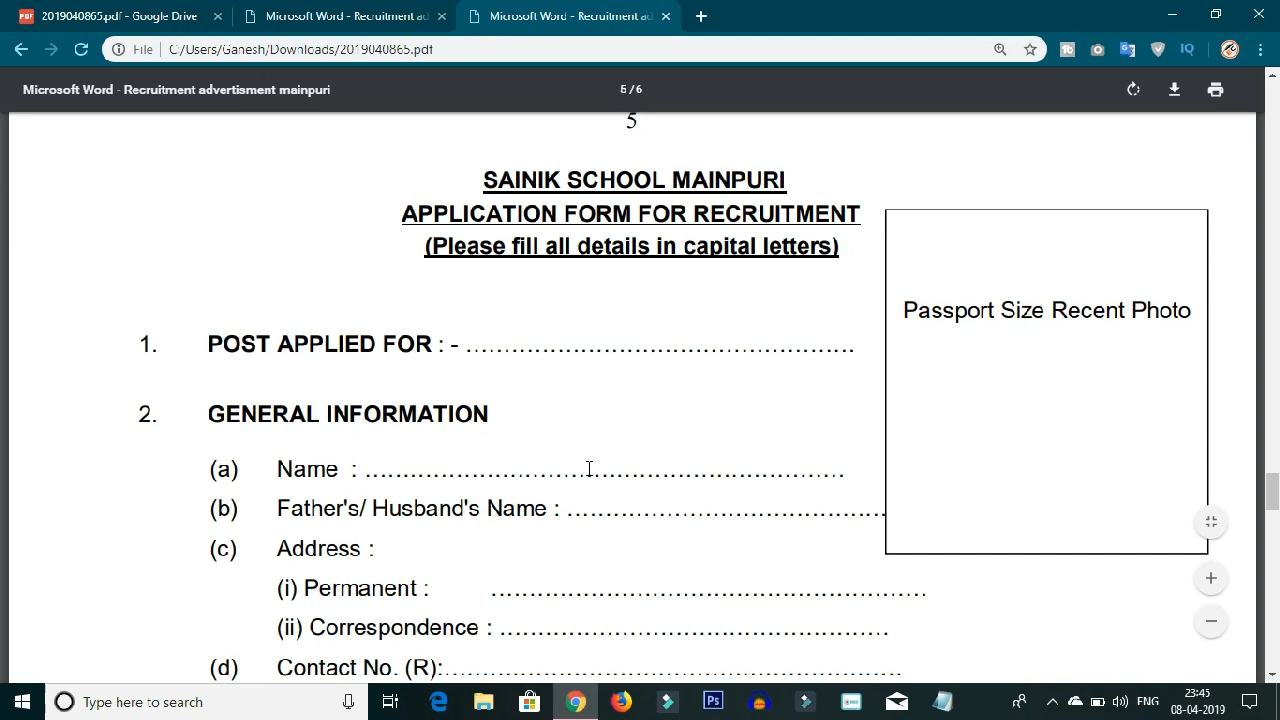 2019040865.pdf - Google Drive
Microsoft Word - Recruitment ad
Microsoft Word - Recruitment ad
File
C:/Users/Ganesh/Downloads/2019040865.pdf
IQ
Microsoft Word - Recruitment advertisment mainpuri
5 / 6
5
SAINIK SCHOOL MAINPURI
APPLICATION FORM FOR RECRUITMENT
(Please fill all details in capital letters)
Passport Size Recent Photo
1. POST APPLIED FOR : - ......................................................
2. GENERAL INFORMATION
(a) Name : ................................................................
(b) Father's/ Husband's Name : ..........................................
(c) Address :
(i) Permanent : ........................................................
(ii) Correspondence : ..................................................
(d) Contact No. (R):............................................................
Type here to search
Ps
ENG
23:45
08-04-2019